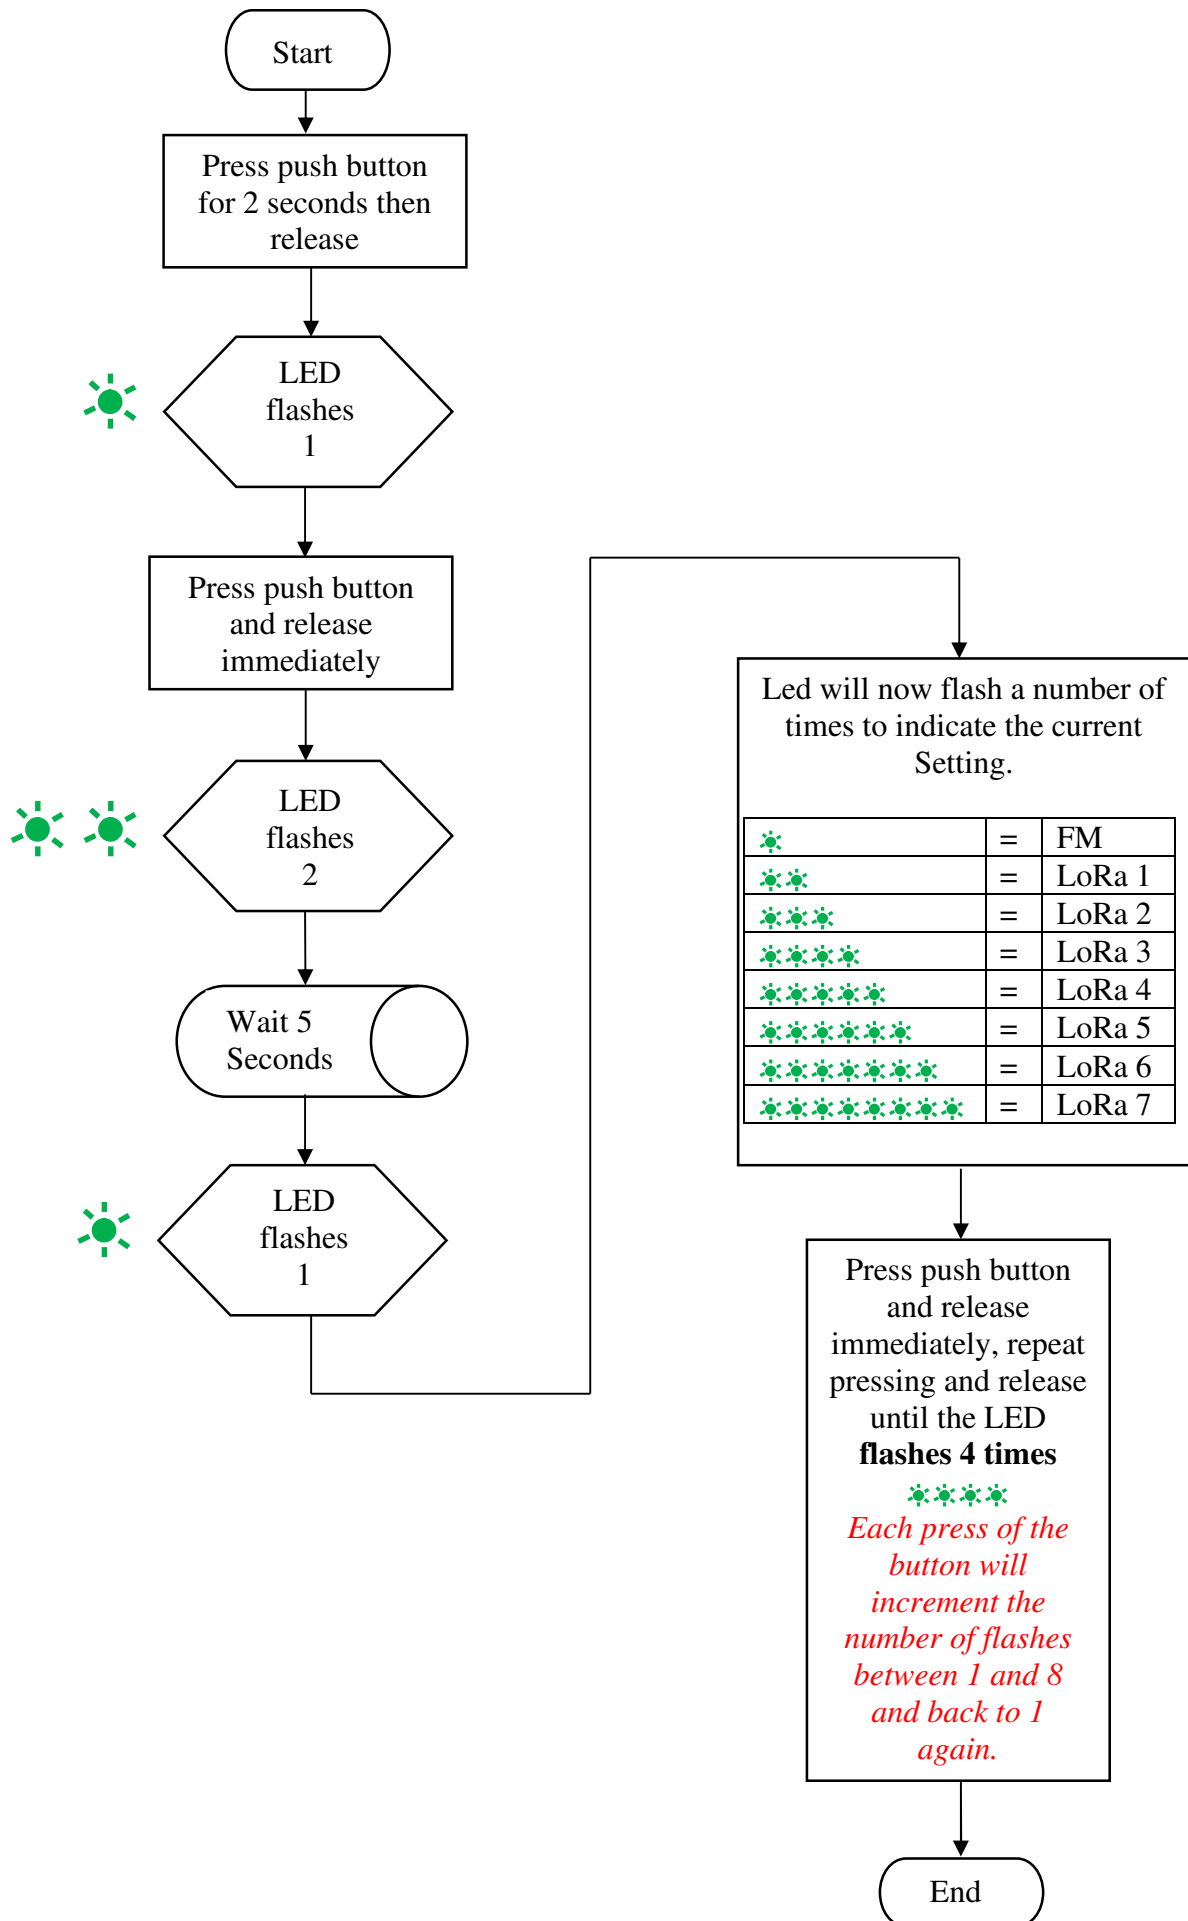 Start
Press push button
for 2 seconds then
release
LED
flashes
1
Press push button
and release
immediately
LED
flashes
2
Wait 5
Seconds
LED
flashes
1
Led will now flash a number of
times to indicate the current
Setting.
= FM
= LoRa 1
= LoRa 2
= LoRa 3
= LoRa 4
= LoRa 5
= LoRa 6
= LoRa 7
Press push button
and release
immediately, repeat
pressing and release
until the LED
flashes 4 times
Each press of the
button will
increment the
number of flashes
between 1 and 8
and back to 1
again.
End